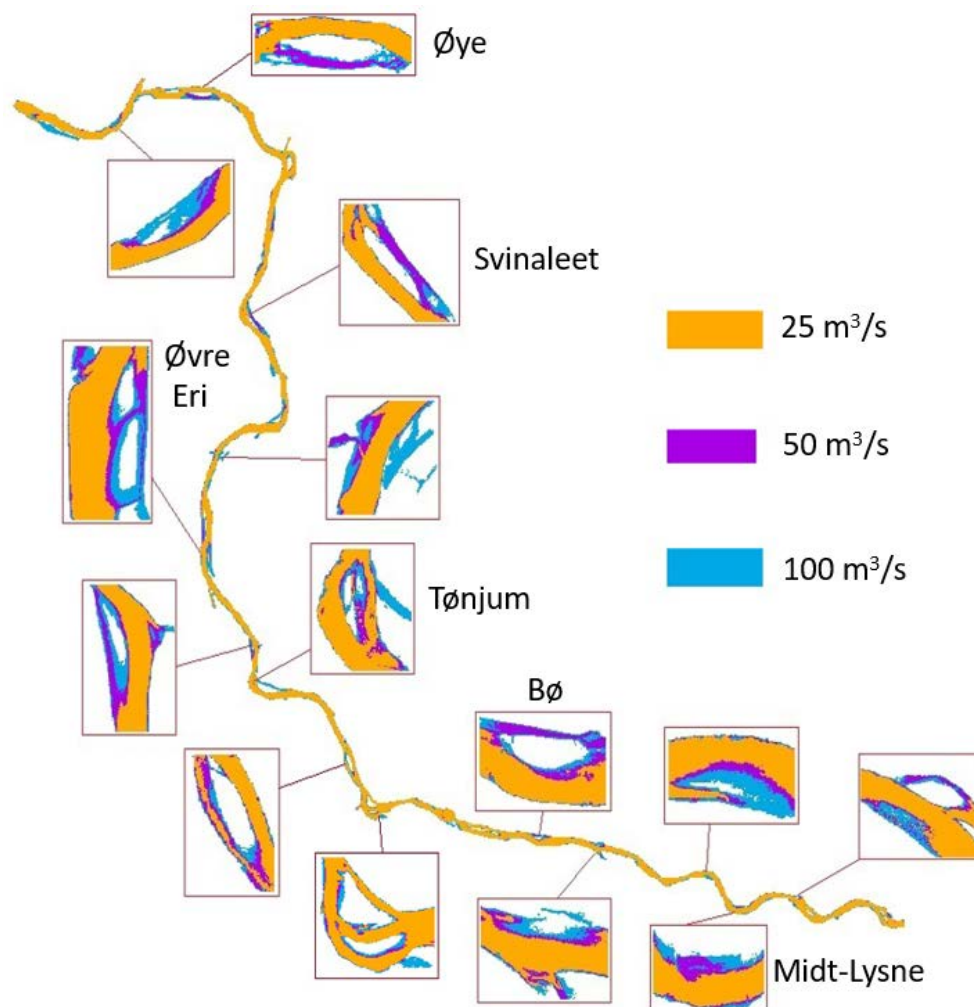 Øye
Svinaleet
25 m³/s
Øvre
Eri
50 m³/s
100 m³/s
Tønjum
Bø
Midt-Lysne